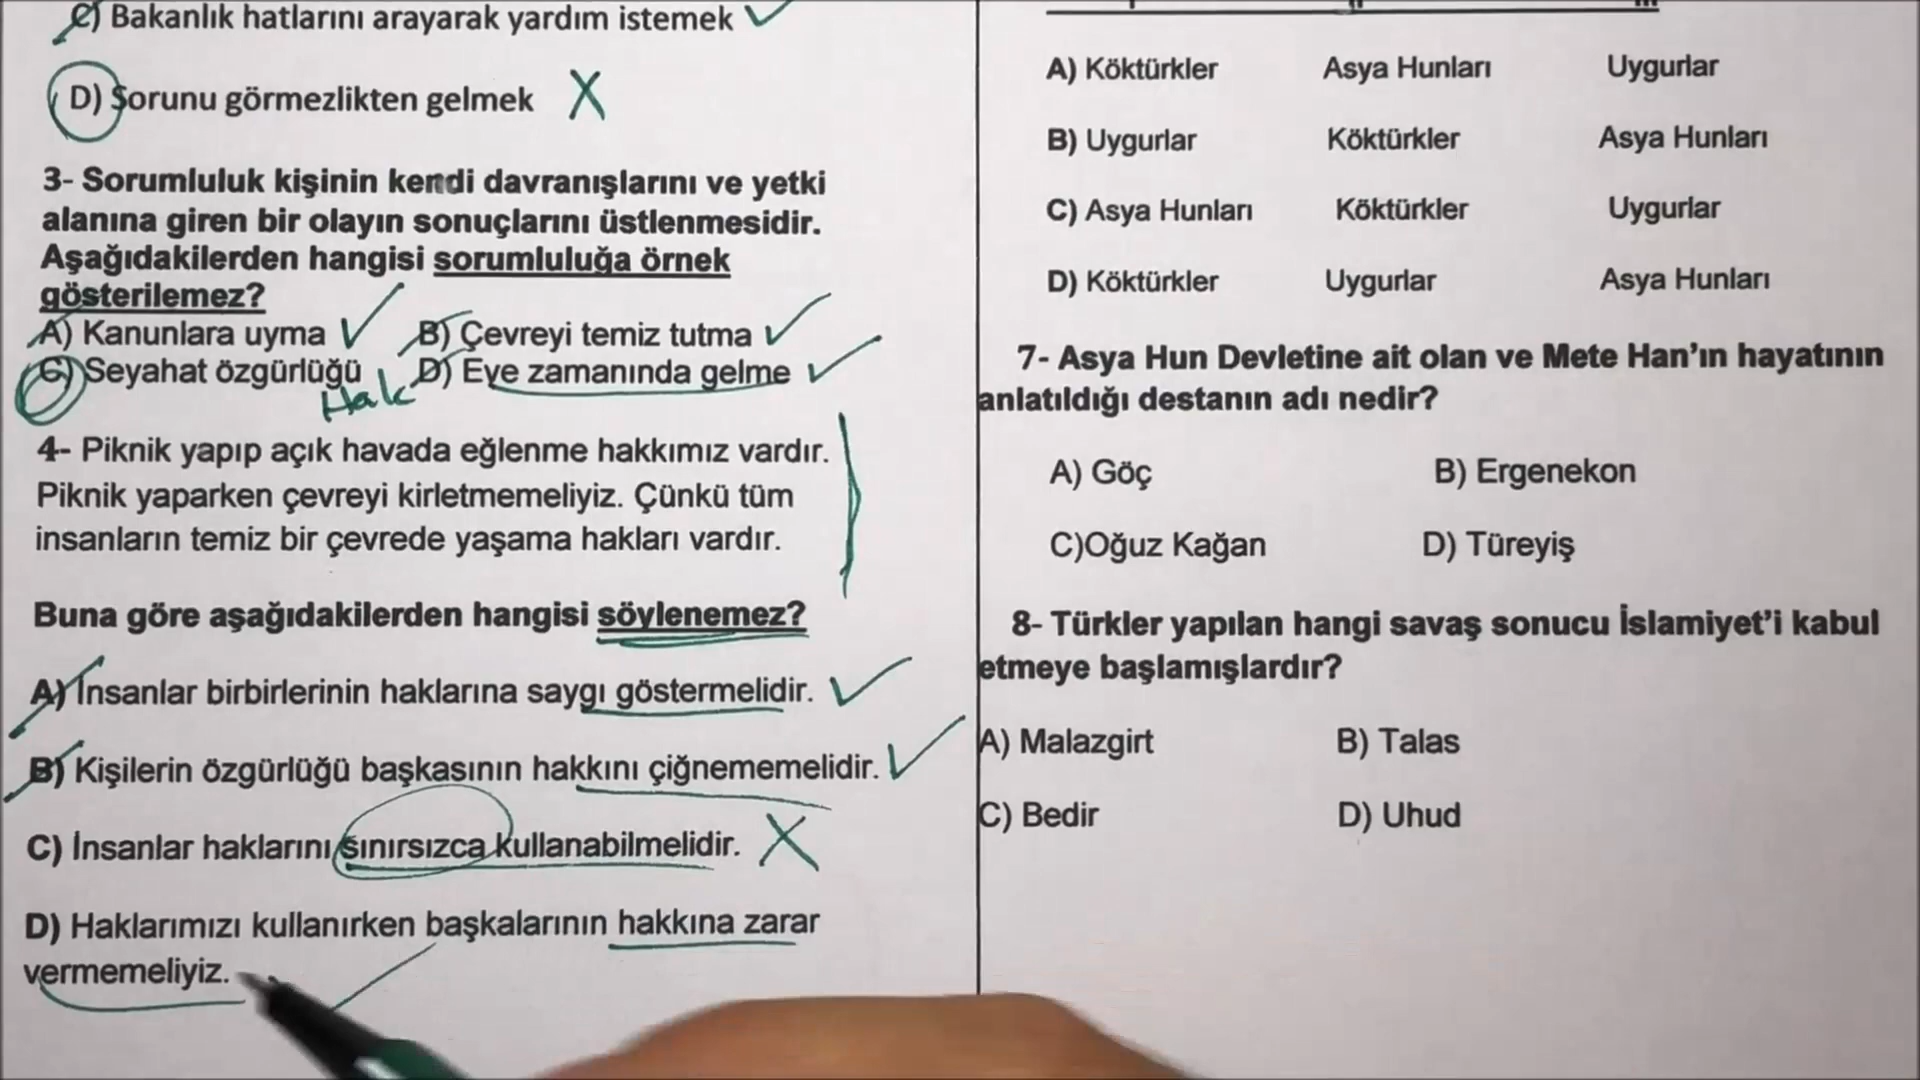 C) Bakanlık hatlarını arayarak yardım istemek
D) Sorunu görmezlikten gelmek
3- Sorumluluk kişinin kendi davranışlarını ve yetki
alanına giren bir olayın sonuçlarını üstlenmesidir.
Aşağıdakilerden hangisi sorumluluğa örnek
gösterilemez?
A) Kanunlara uyma B) Çevreyi temiz tutma
C) Seyahat özgürlüğü D) Eve zamanında gelme
Hak
4- Piknik yapıp açık havada eğlenme hakkımız vardır.
Piknik yaparken çevreyi kirletmemeliyiz. Çünkü tüm
insanların temiz bir çevrede yaşama hakları vardır.
Buna göre aşağıdakilerden hangisi söylenemez?
A) İnsanlar birbirlerinin haklarına saygı göstermelidir.
B) Kişilerin özgürlüğü başkasının hakkını çiğnememelidir.
C) İnsanlar haklarını sınırsızca kullanabilmelidir.
D) Haklarımızı kullanırken başkalarının hakkına zarar
vermemeliyiz.
A) Köktürkler Asya Hunları Uygurlar
B) Uygurlar Köktürkler Asya Hunları
C) Asya Hunları Köktürkler Uygurlar
D) Köktürkler Uygurlar Asya Hunları
7- Asya Hun Devletine ait olan ve Mete Han'ın hayatının
anlatıldığı destanın adı nedir?
A) Göç B) Ergenekon
C)Oğuz Kağan D) Türeyiş
8- Türkler yapılan hangi savaş sonucu İslamiyet'i kabul
etmeye başlamışlardır?
A) Malazgirt B) Talas
C) Bedir D) Uhud